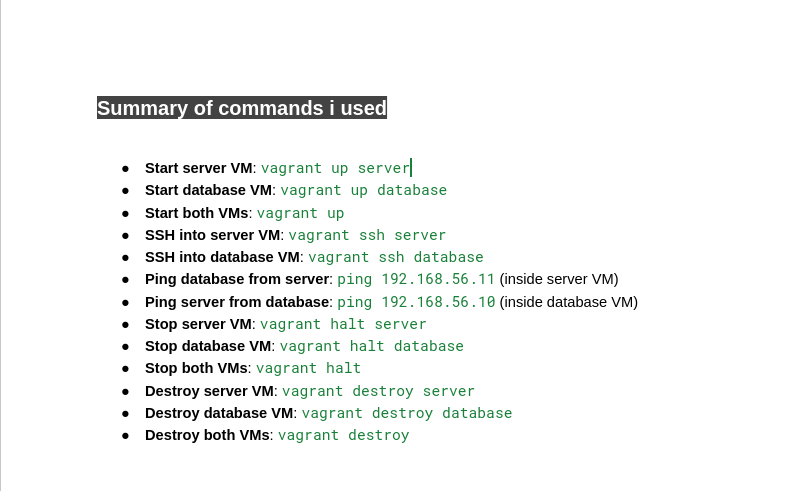 Summary of commands i used
● Start server VM: vagrant up server
● Start database VM: vagrant up database
● Start both VMs: vagrant up
● SSH into server VM: vagrant ssh server
● SSH into database VM: vagrant ssh database
● Ping database from server: ping 192.168.56.11 (inside server VM)
● Ping server from database: ping 192.168.56.10 (inside database VM)
● Stop server VM: vagrant halt server
● Stop database VM: vagrant halt database
● Stop both VMs: vagrant halt
● Destroy server VM: vagrant destroy server
● Destroy database VM: vagrant destroy database
● Destroy both VMs: vagrant destroy